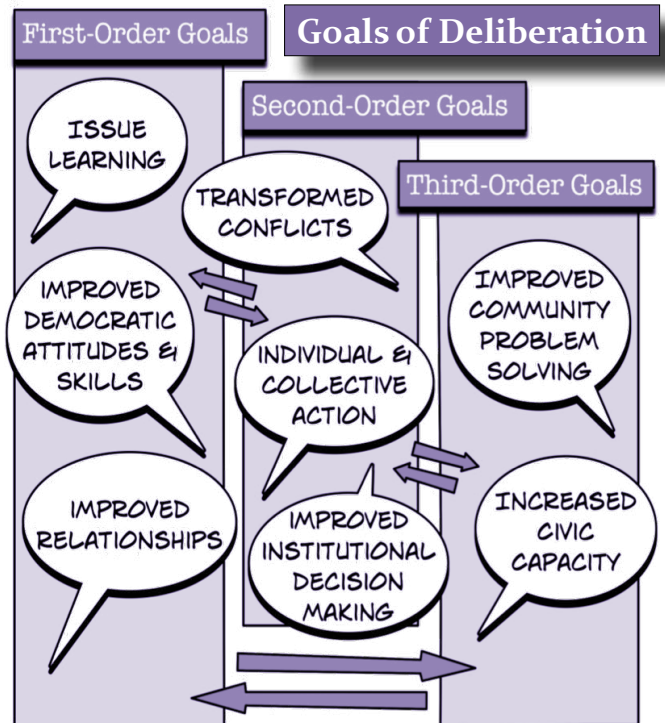 Goals of Deliberation
First-Order Goals
ISSUE
LEARNING
IMPROVED
DEMOCRATIC
ATTITUDES &
SKILLS
IMPROVED
RELATIONSHIPS
Second-Order Goals
TRANSFORMED
CONFLICTS
INDIVIDUAL &
COLLECTIVE
ACTION
IMPROVED
INSTITUTIONAL
DECISION
MAKING
Third-Order Goals
IMPROVED
COMMUNITY
PROBLEM
SOLVING
INCREASED
CIVIC
CAPACITY